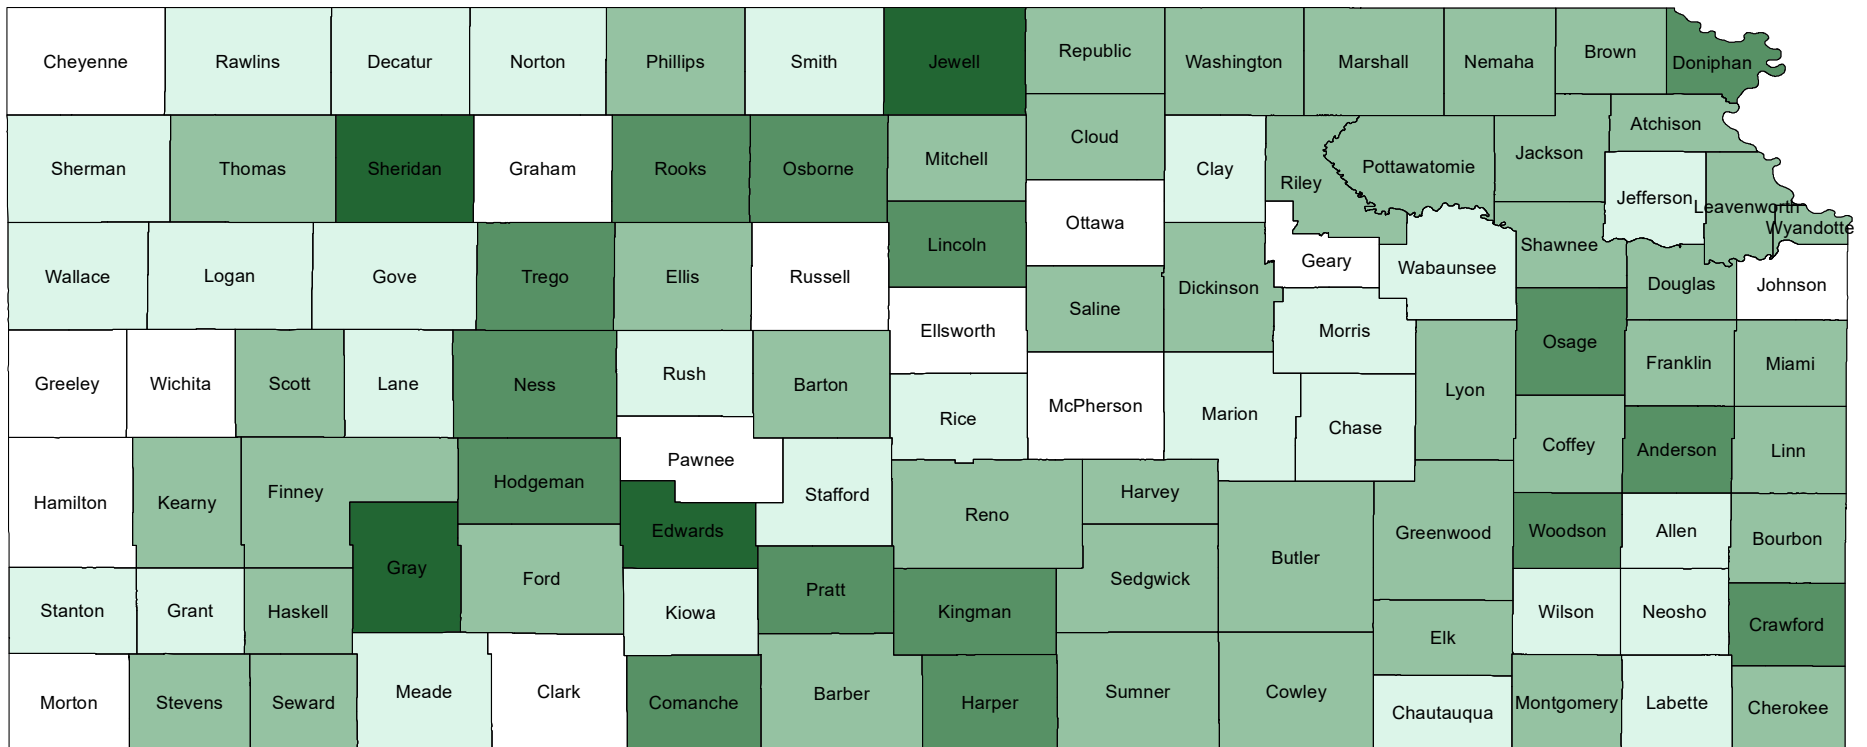 Cheyenne
Rawlins
Decatur
Norton
Phillips
Smith
Jewell
Republic
Washington
Marshall
Nemaha
Brown
Doniphan
Sherman
Thomas
Sheridan
Graham
Rooks
Osborne
Mitchell
Cloud
Clay
Riley
Pottawatomie
Jackson
Atchison
Jefferson
Leavenworth
Wyandotte
Wallace
Logan
Gove
Trego
Ellis
Russell
Lincoln
Ottawa
Saline
Dickinson
Geary
Wabaunsee
Shawnee
Douglas
Johnson
Greeley
Wichita
Scott
Lane
Ness
Rush
Barton
Ellsworth
Rice
McPherson
Marion
Morris
Chase
Lyon
Osage
Franklin
Miami
Hamilton
Kearny
Finney
Hodgeman
Pawnee
Stafford
Edwards
Reno
Harvey
Coffey
Anderson
Linn
Gray
Ford
Kiowa
Pratt
Kingman
Sedgwick
Butler
Greenwood
Woodson
Allen
Bourbon
Stanton
Grant
Haskell
Elk
Wilson
Neosho
Crawford
Morton
Stevens
Seward
Meade
Clark
Comanche
Barber
Harper
Sumner
Cowley
Chautauqua
Montgomery
Labette
Cherokee